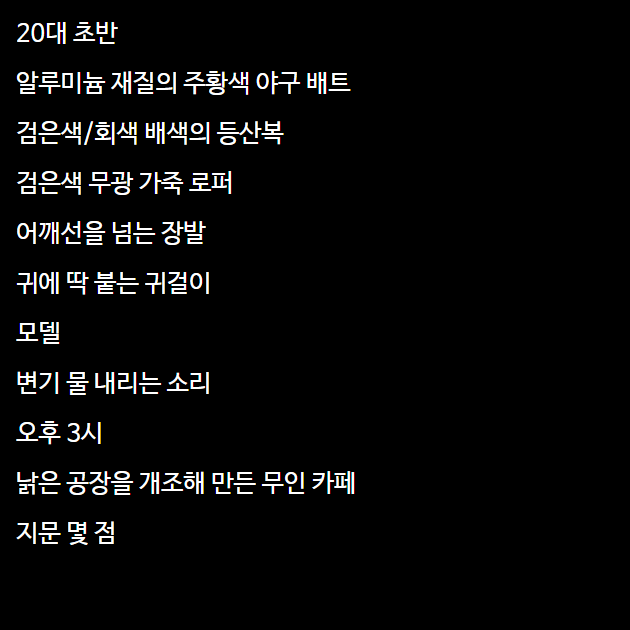 20대 초반
알루미늄 재질의 주황색 야구 배트
검은색/회색 배색의 등산복
검은색 무광 가죽 로퍼
어깨선을 넘는 장발
귀에 딱 붙는 귀걸이
모델
변기 물 내리는 소리
오후 3시
낡은 공장을 개조해 만든 무인 카페
지문 몇 점